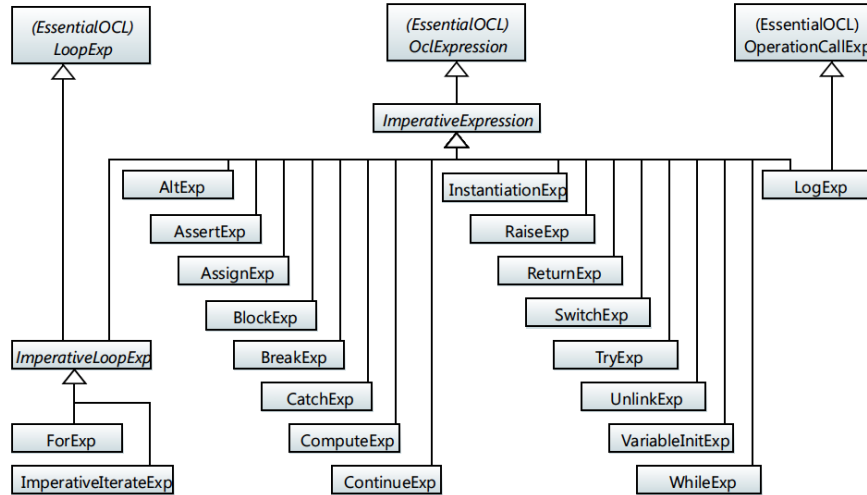 (EssentialOCL)
LoopExp
(EssentialOCL)
OclExpression
(EssentialOCL)
OperationCallExp
ImperativeExpression
AltExp
InstantiationExp
LogExp
AssertExp
RaiseExp
AssignExp
ReturnExp
BlockExp
SwitchExp
ImperativeLoopExp
BreakExp
TryExp
CatchExp
UnlinkExp
ForExp
ComputeExp
VariableInitExp
ImperativeIterateExp
ContinueExp
WhileExp